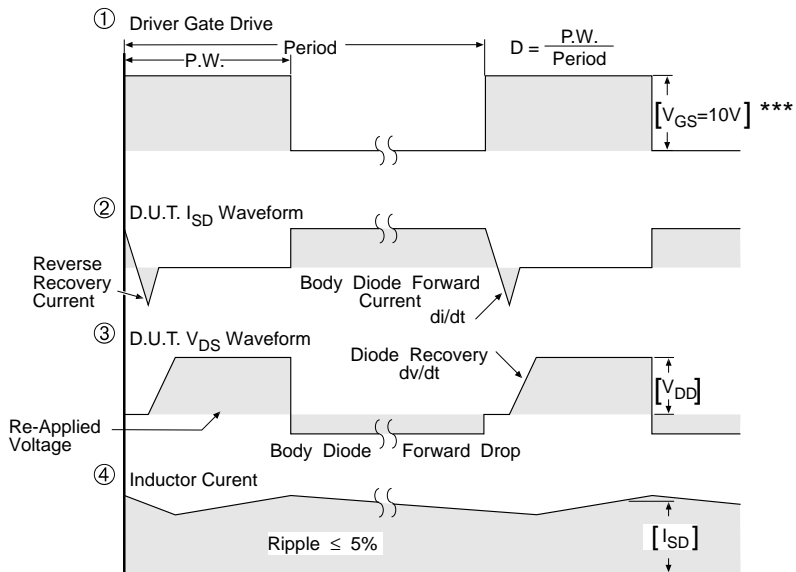 ① Driver Gate Drive
P.W.
Period
D = P.W.
Period
[VGS=10V] ***
② D.U.T. ISD Waveform
Reverse
Recovery
Current
Body Diode Forward
Current
di/dt
③ D.U.T. VDS Waveform
Diode Recovery
dv/dt
[VDD]
Re-Applied
Voltage
Body Diode Forward Drop
④ Inductor Curent
Ripple ≤ 5%
[ISD]